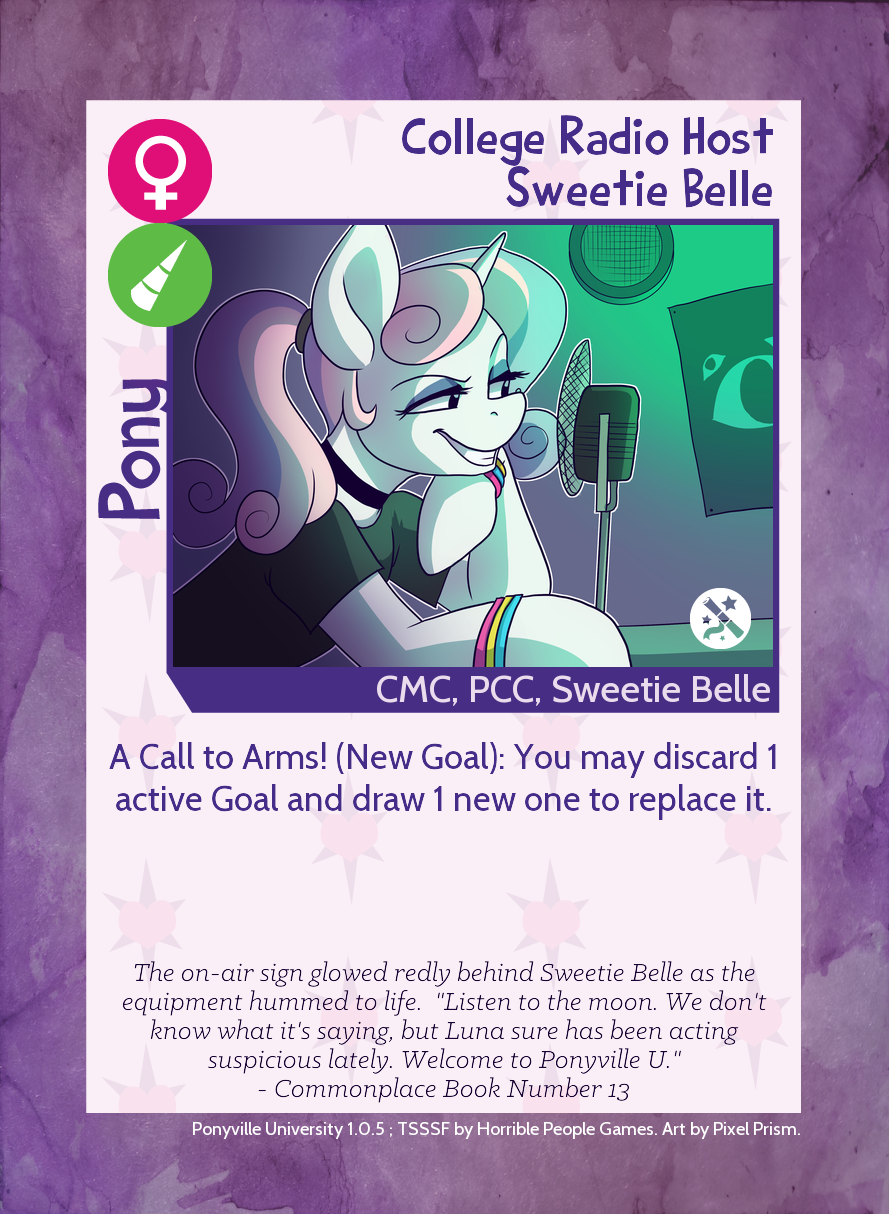 College Radio Host
Sweetie Belle
Pony
CMC, PCC, Sweetie Belle
A Call to Arms! (New Goal): You may discard 1
active Goal and draw 1 new one to replace it.
The on-air sign glowed redly behind Sweetie Belle as the
equipment hummed to life.  "Listen to the moon. We don't
know what it's saying, but Luna sure has been acting
suspicious lately. Welcome to Ponyville U."
- Commonplace Book Number 13
Ponyville University 1.0.5 ; TSSSF by Horrible People Games. Art by Pixel Prism.